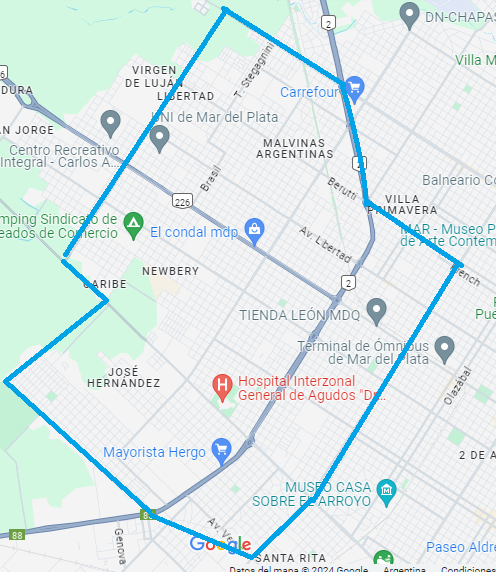 DN-CHAPAS
2
VIRGEN
DE LUJÁN
T. Stegagnini
Villa M
DURA
Carrefour
LIBERTAD
UNI de Mar del Plata
AN JORGE
Centro Recreativo
Integral - Carlos A...
MALVINAS
ARGENTINAS
2
Brasil
Berutti
Balneario Co
226
VILLA
PRIMAVERA
mping Sindicato de
eados de Comercio
El condal mdp
Av. Libertad
MAR - Museo P
de Arte Contem
NEWBERY
ench
CARIBE
2
TIENDA LEÓN MDQ
Pue
Terminal de Ómnibus
de Mar del Plata
JOSÉ
HERNÁNDEZ
Hospital Interzonal
General de Agudos "Dr...
Olazábal
Mayorista Hergo
2 DE A
MUSEO CASA
SOBRE EL ARROYO
88
88
Genova
Av. Ve
Google
Paseo Aldre
SANTA RITA
Datos del mapa © 2024 Google
Argentina
Condiciones